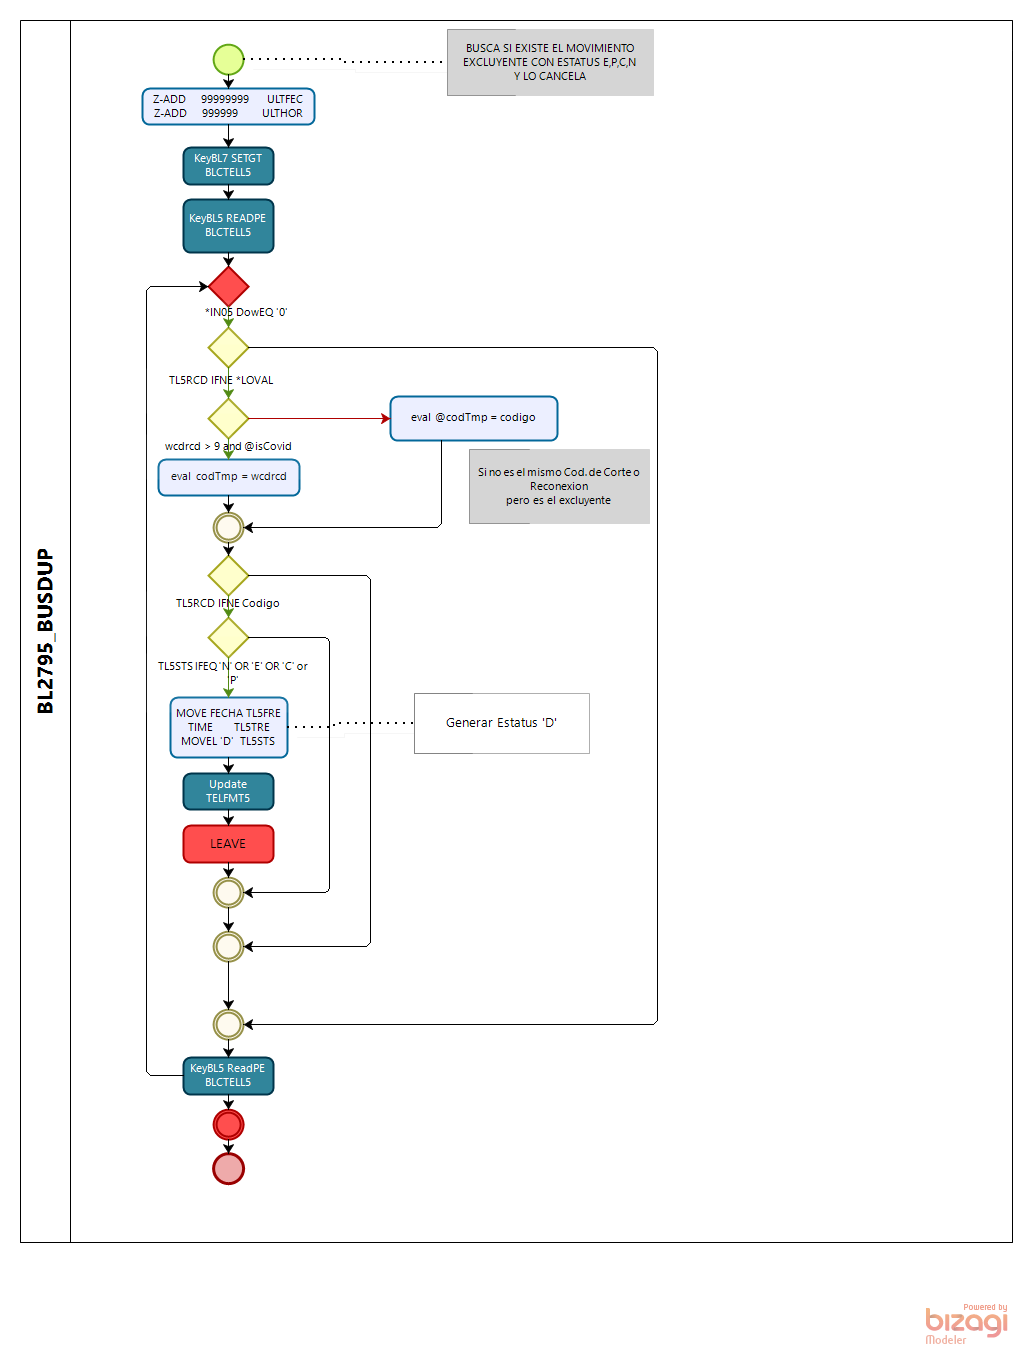 BUSCA SI EXISTE EL MOVIMIENTO
EXCLUYENTE CON ESTATUS E,P,C,N
Y LO CANCELA
Z-ADD 99999999 ULTFEC
Z-ADD 999999 ULTHOR
KeyBL7 SETGT
BLCTELL5
KeyBL5 READPE
BLCTELL5
*IN05 DowEQ '0'
TL5RCD IFNE *LOVAL
eval @codTmp = codigo
wcdrcd > 9 and @isCovid
eval codTmp = wcdrcd
Si no es el mismo Cod. de Corte o
Reconexion
pero es el excluyente
TL5RCD IFNE Codigo
TL5STS IFEQ 'N' OR 'E' OR 'C' or
'P'
MOVE FECHA TL5FRE
TIME TL5TRE
MOVEL 'D' TL5STS
Generar Estatus 'D'
Update
TELFMT5
LEAVE
KeyBL5 ReadPE
BLCTELL5
BL2795_BUSDUP
Powered by
bizagi
Modeler